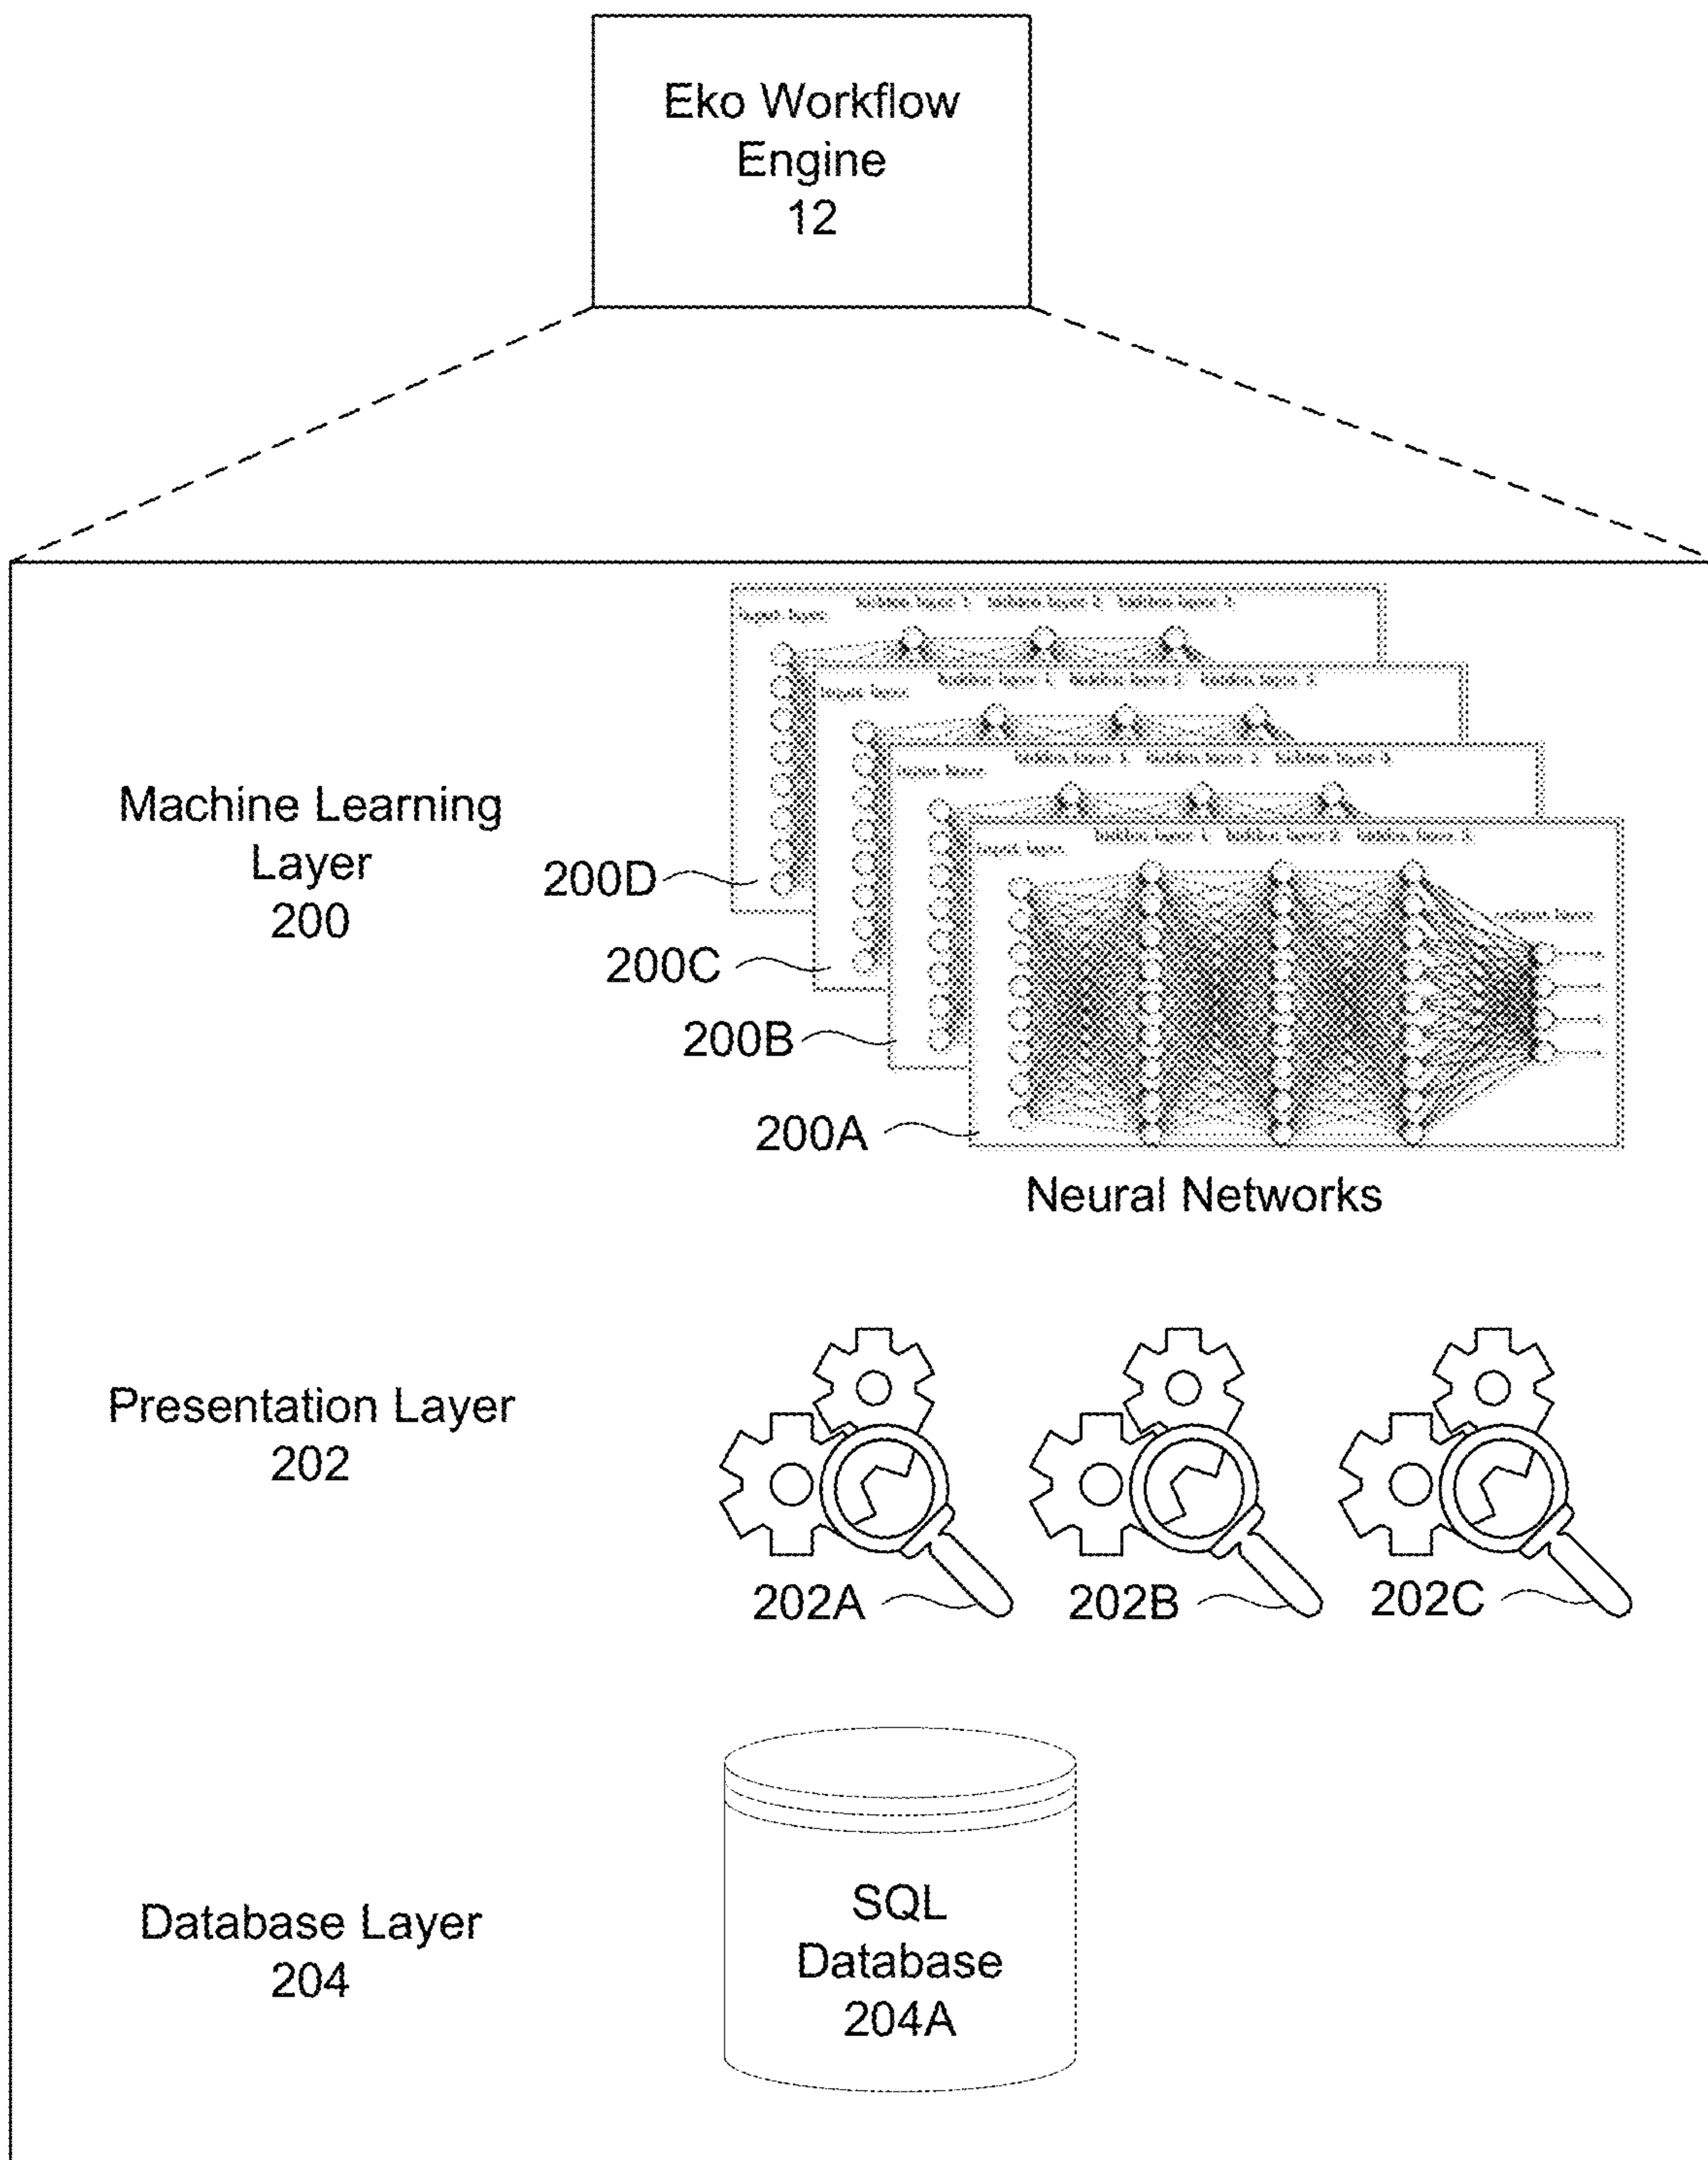 Eko Workflow
Engine
12
Machine Learning
Layer
200
200D
200C
200B
200A
Neural Networks
Presentation Layer
202
202A
202B
202C
Database Layer
204
SQL
Database
204A